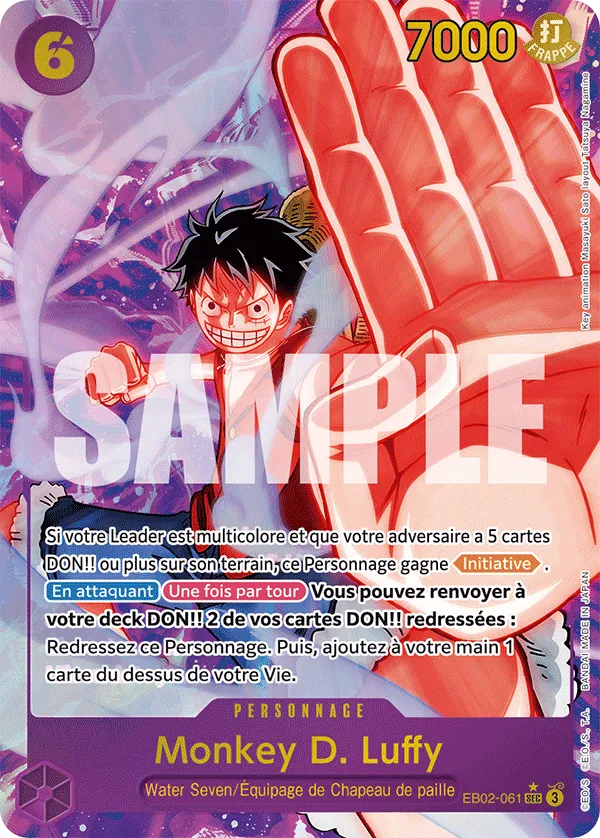 6
7000
打
FRAPPE
Key animation Masayuki Sato layout Tatsuya Nagamine
SAMPLE
Si votre Leader est multicolore et que votre adversaire a 5 cartes
DON!! ou plus sur son terrain, ce Personnage gagne Initiative .
En attaquant Une fois par tour Vous pouvez renvoyer à
votre deck DON!! 2 de vos cartes DON!! redressées :
Redressez ce Personnage. Puis, ajoutez à votre main 1
carte du dessus de votre Vie.
©ED/S ©E.O./S., T.A. BANDAI MADE IN JAPAN
PERSONNAGE
Monkey D. Luffy
Water Seven/Équipage de Chapeau de paille
EB02-061 SEC 3